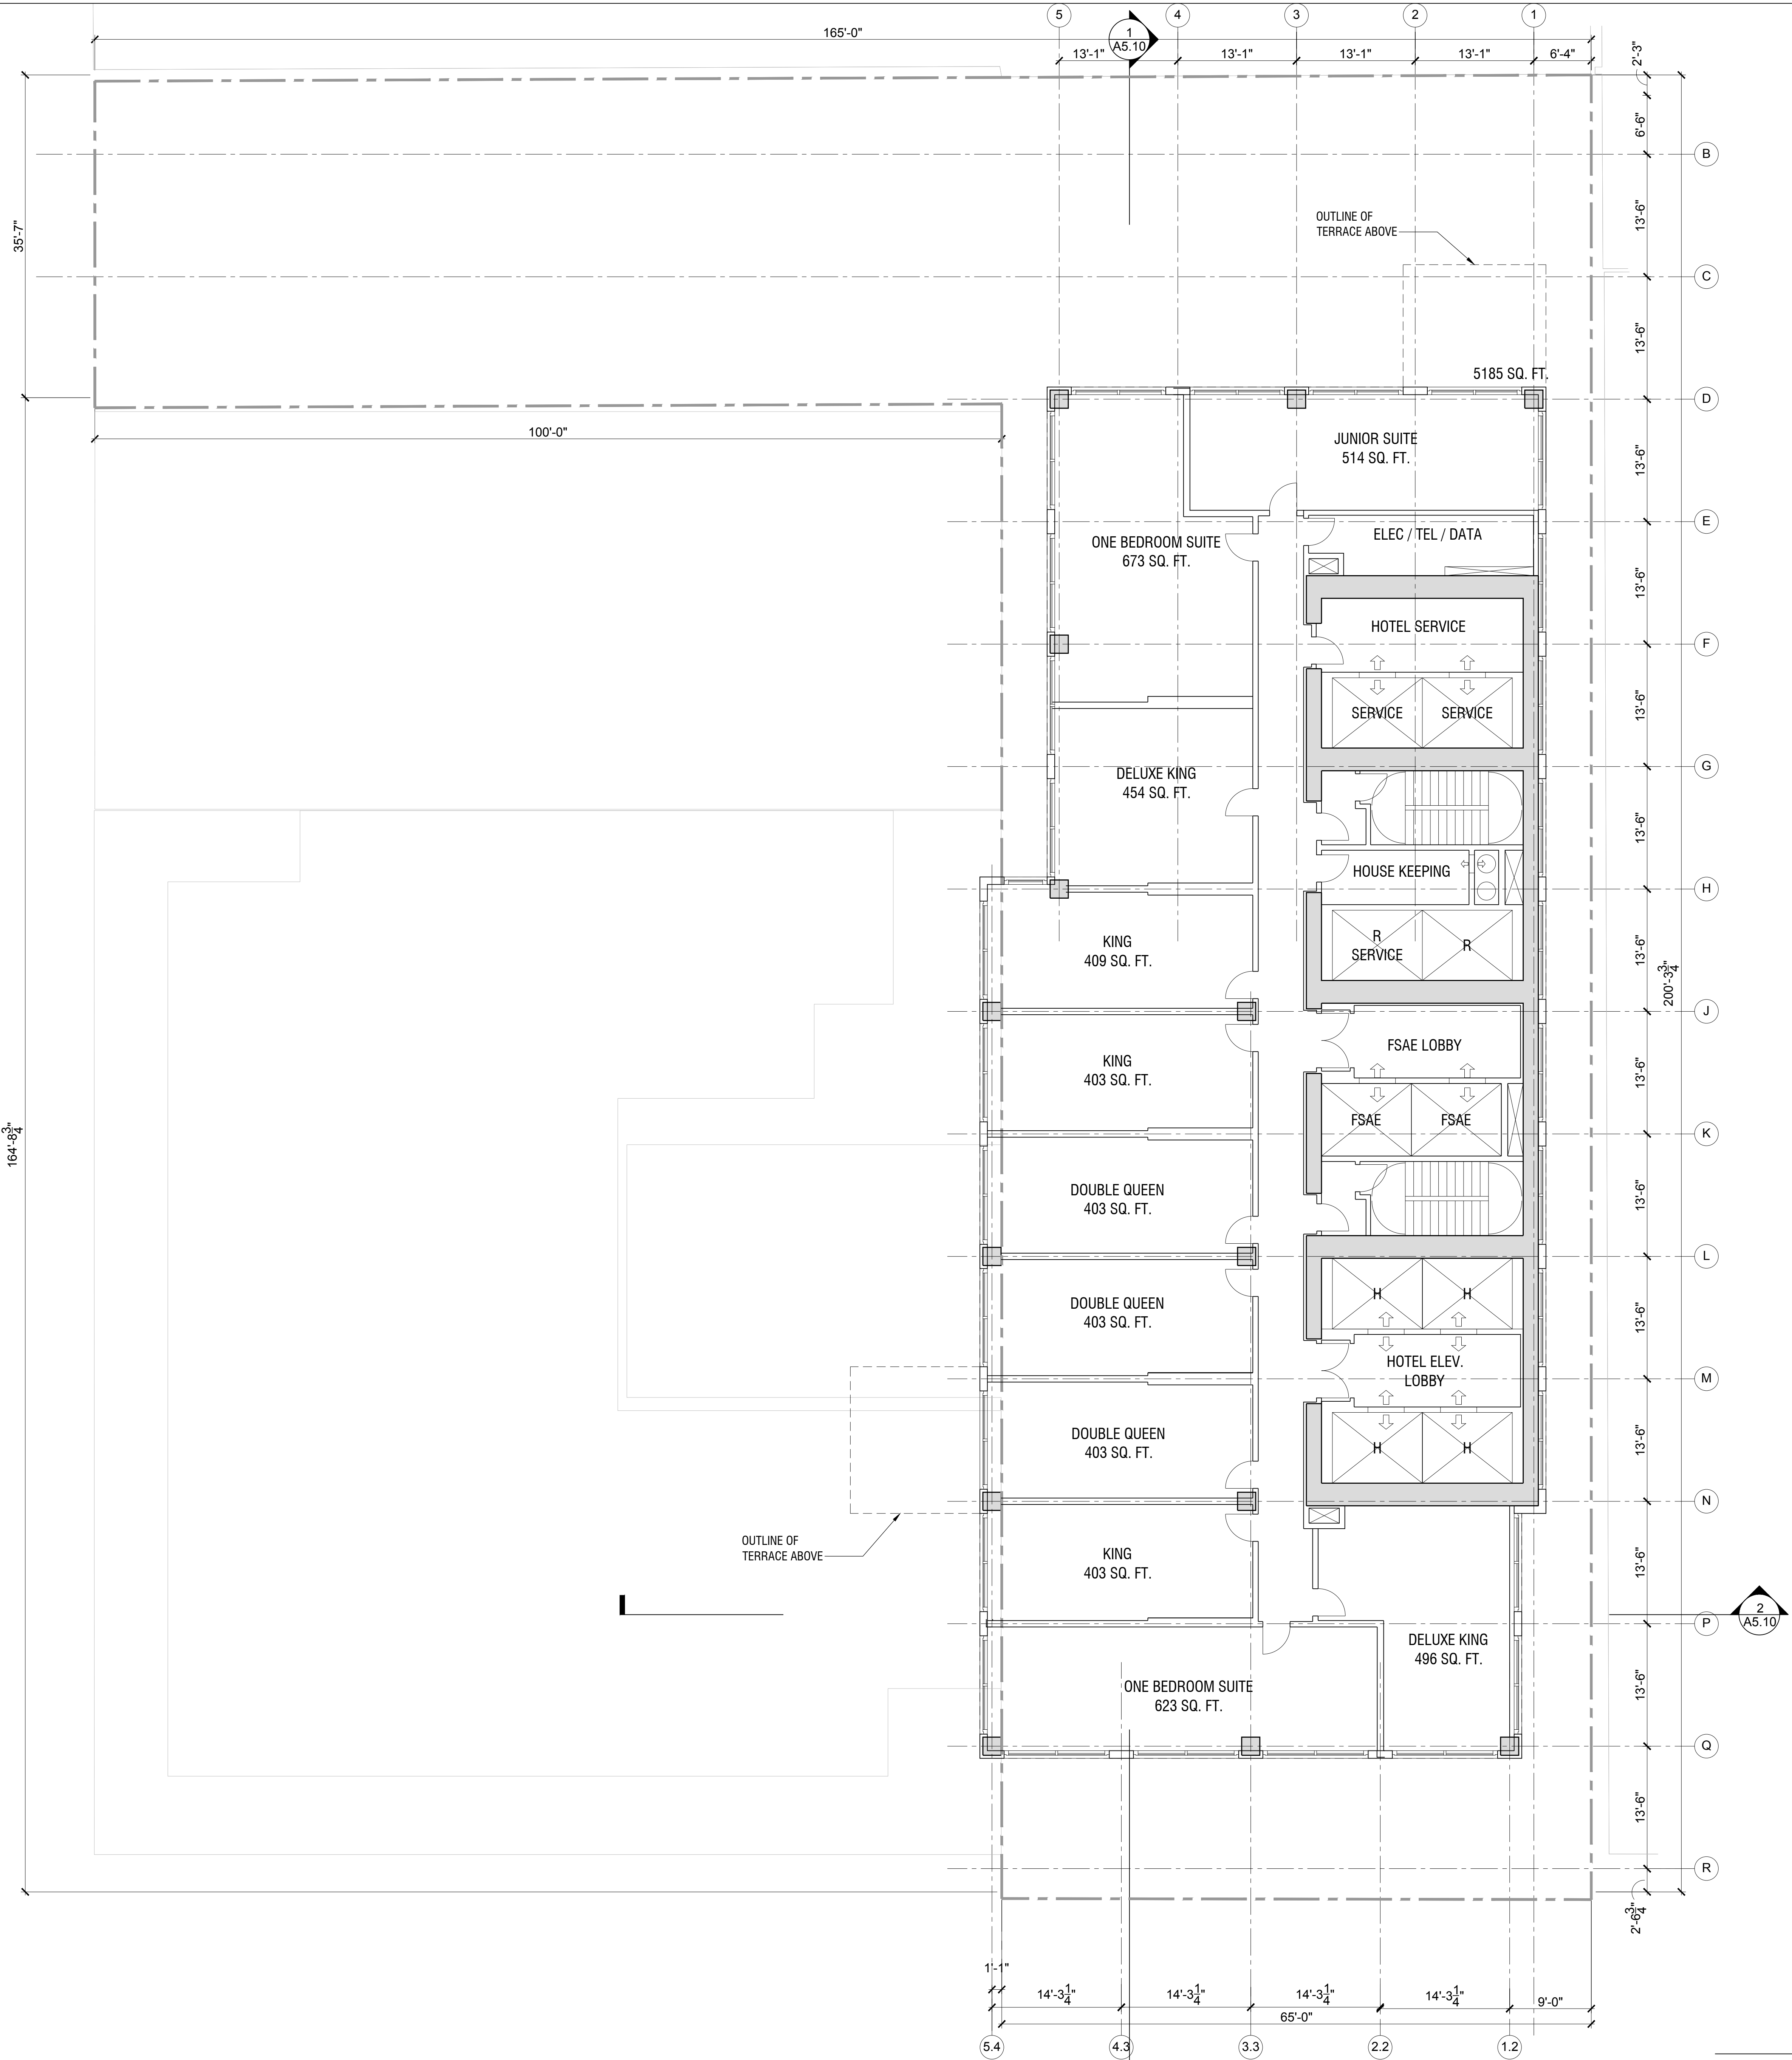 5
4
3
2
1
165'-0"
1
A5.10
13'-1"
13'-1"
13'-1"
13'-1"
6'-4"
2'-3"
6'-6"
B
35'-7"
13'-6"
OUTLINE OF
TERRACE ABOVE
C
13'-6"
5185 SQ. FT.
D
100'-0"
JUNIOR SUITE
514 SQ. FT.
13'-6"
E
ELEC / TEL / DATA
ONE BEDROOM SUITE
673 SQ. FT.
13'-6"
HOTEL SERVICE
F
13'-6"
SERVICE
SERVICE
G
DELUXE KING
454 SQ. FT.
13'-6"
HOUSE KEEPING
H
KING
409 SQ. FT.
R
SERVICE
R
13'-6"
200'-3 3/4"
J
FSAE LOBBY
KING
403 SQ. FT.
13'-6"
FSAE
FSAE
K
164'-8 3/4"
DOUBLE QUEEN
403 SQ. FT.
13'-6"
L
H
H
DOUBLE QUEEN
403 SQ. FT.
13'-6"
HOTEL ELEV.
LOBBY
M
DOUBLE QUEEN
403 SQ. FT.
H
H
13'-6"
N
OUTLINE OF
TERRACE ABOVE
KING
403 SQ. FT.
13'-6"
2
A5.10
P
DELUXE KING
496 SQ. FT.
13'-6"
ONE BEDROOM SUITE
623 SQ. FT.
Q
13'-6"
R
2'-6 3/4"
1'-1"
14'-3 1/4"
14'-3 1/4"
14'-3 1/4"
14'-3 1/4"
9'-0"
65'-0"
5.4
4.3
3.3
2.2
1.2